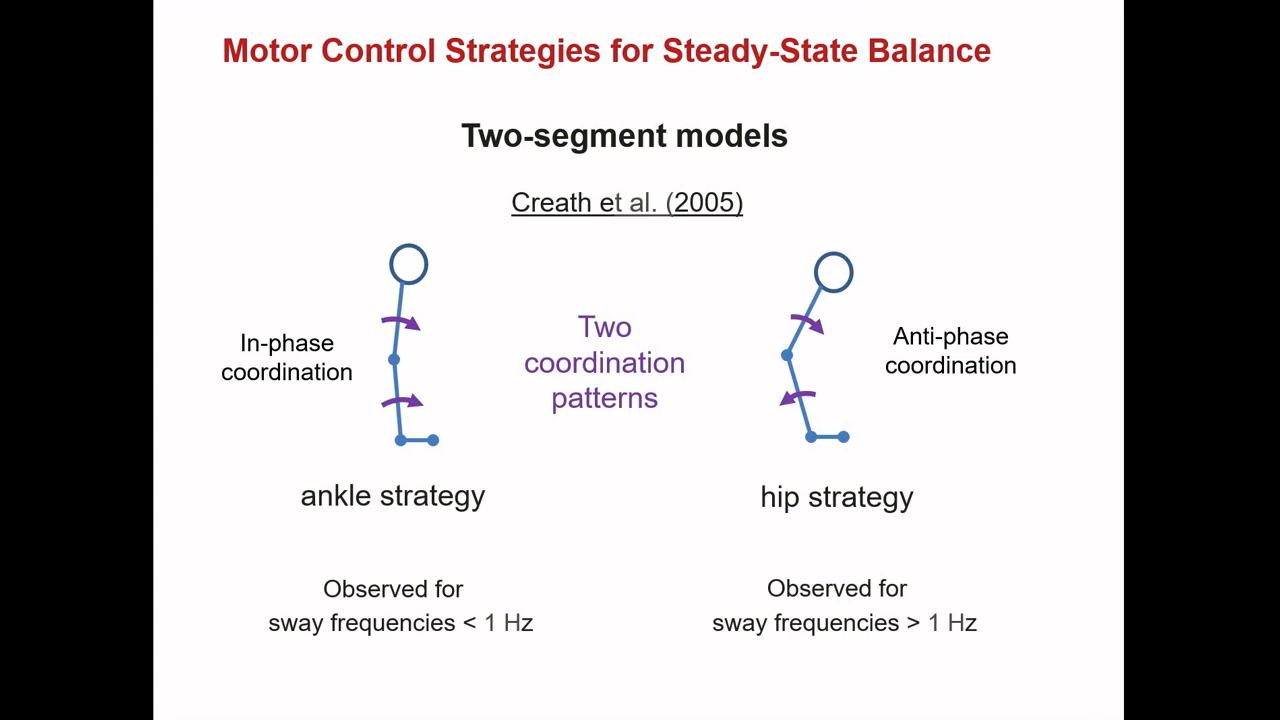 Motor Control Strategies for Steady-State Balance
Two-segment models
Creath et al. (2005)
In-phase
coordination
Two
coordination
patterns
Anti-phase
coordination
ankle strategy
hip strategy
Observed for
sway frequencies < 1 Hz
Observed for
sway frequencies > 1 Hz